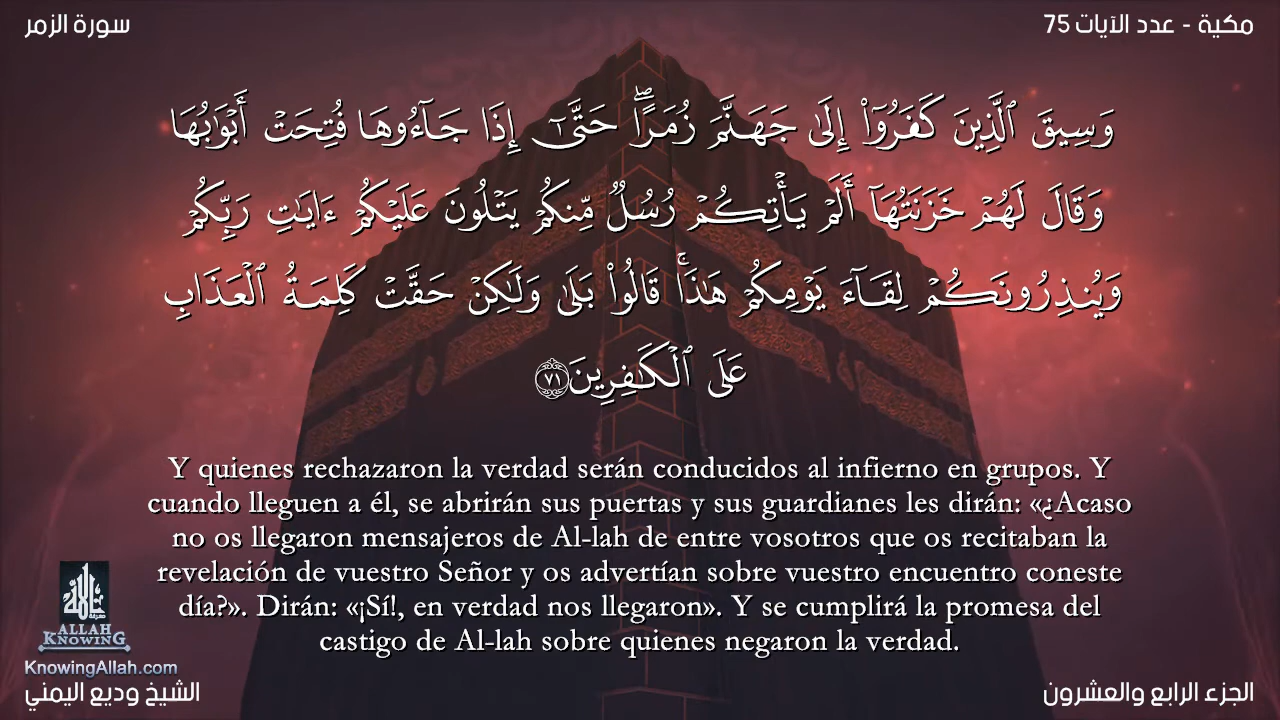 سورة الزمر
مكية - عدد الآيات 75
وَسِيقَ ٱلَّذِينَ كَفَرُوٓا۟ إِلَىٰ جَهَنَّمَ زُمَرًا ۖ حَتَّىٰٓ إِذَا جَآءُوهَا فُتِحَتْ أَبْوَٰبُهَا
وَقَالَ لَهُمْ خَزَنَتُهَآ أَلَمْ يَأْتِكُمْ رُسُلٌ مِّنكُمْ يَتْلُونَ عَلَيْكُمْ ءَايَـٰتِ رَبِّكُمْ
وَيُنذِرُونَكُمْ لِقَآءَ يَوْمِكُمْ هَـٰذَا ۚ قَالُوا۟ بَلَىٰ وَلَـٰكِنْ حَقَّتْ كَلِمَةُ ٱلْعَذَابِ
عَلَى ٱلْكَـٰفِرِينَ ٧١
Y quienes rechazaron la verdad serán conducidos al infierno en grupos. Y
cuando lleguen a él, se abrirán sus puertas y sus guardianes les dirán: «¿Acaso
no os llegaron mensajeros de Al-lah de entre vosotros que os recitaban la
revelación de vuestro Señor y os advertían sobre vuestro encuentro coneste
día?». Dirán: «¡Sí!, en verdad nos llegaron». Y se cumplirá la promesa del
castigo de Al-lah sobre quienes negaron la verdad.
ALLAH
KNOWING
KnowingAllah.com
الشيخ وديع اليمني
الجزء الرابع والعشرون